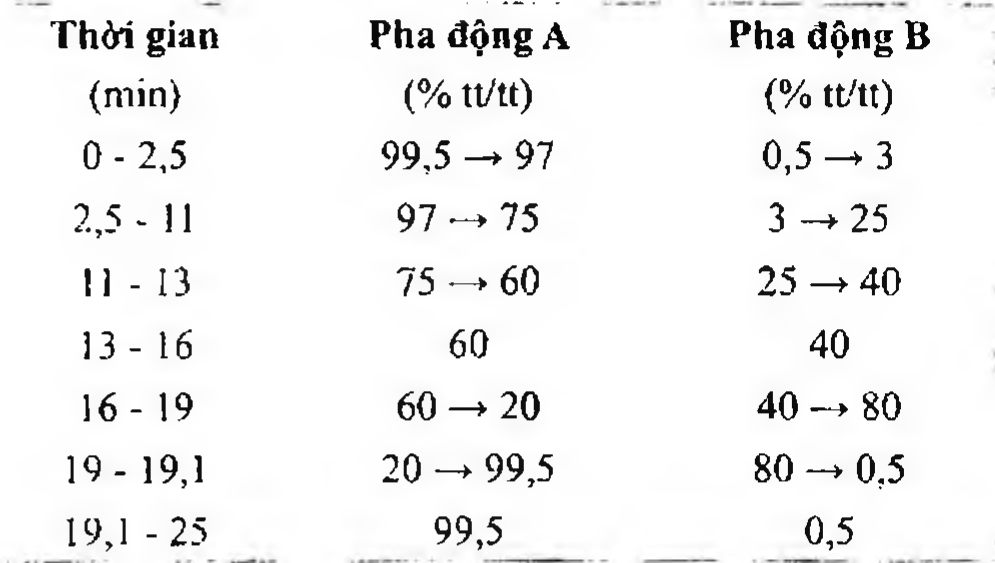 Thời gian Pha động A Pha động B
(min) (% tt/tt) (% tt/tt)
0 - 2,5 99,5 → 97 0,5 → 3
2,5 - 11 97 → 75 3 → 25
11 - 13 75 → 60 25 → 40
13 - 16 60 40
16 - 19 60 → 20 40 → 80
19 - 19,1 20 → 99,5 80 → 0,5
19,1 - 25 99,5 0,5